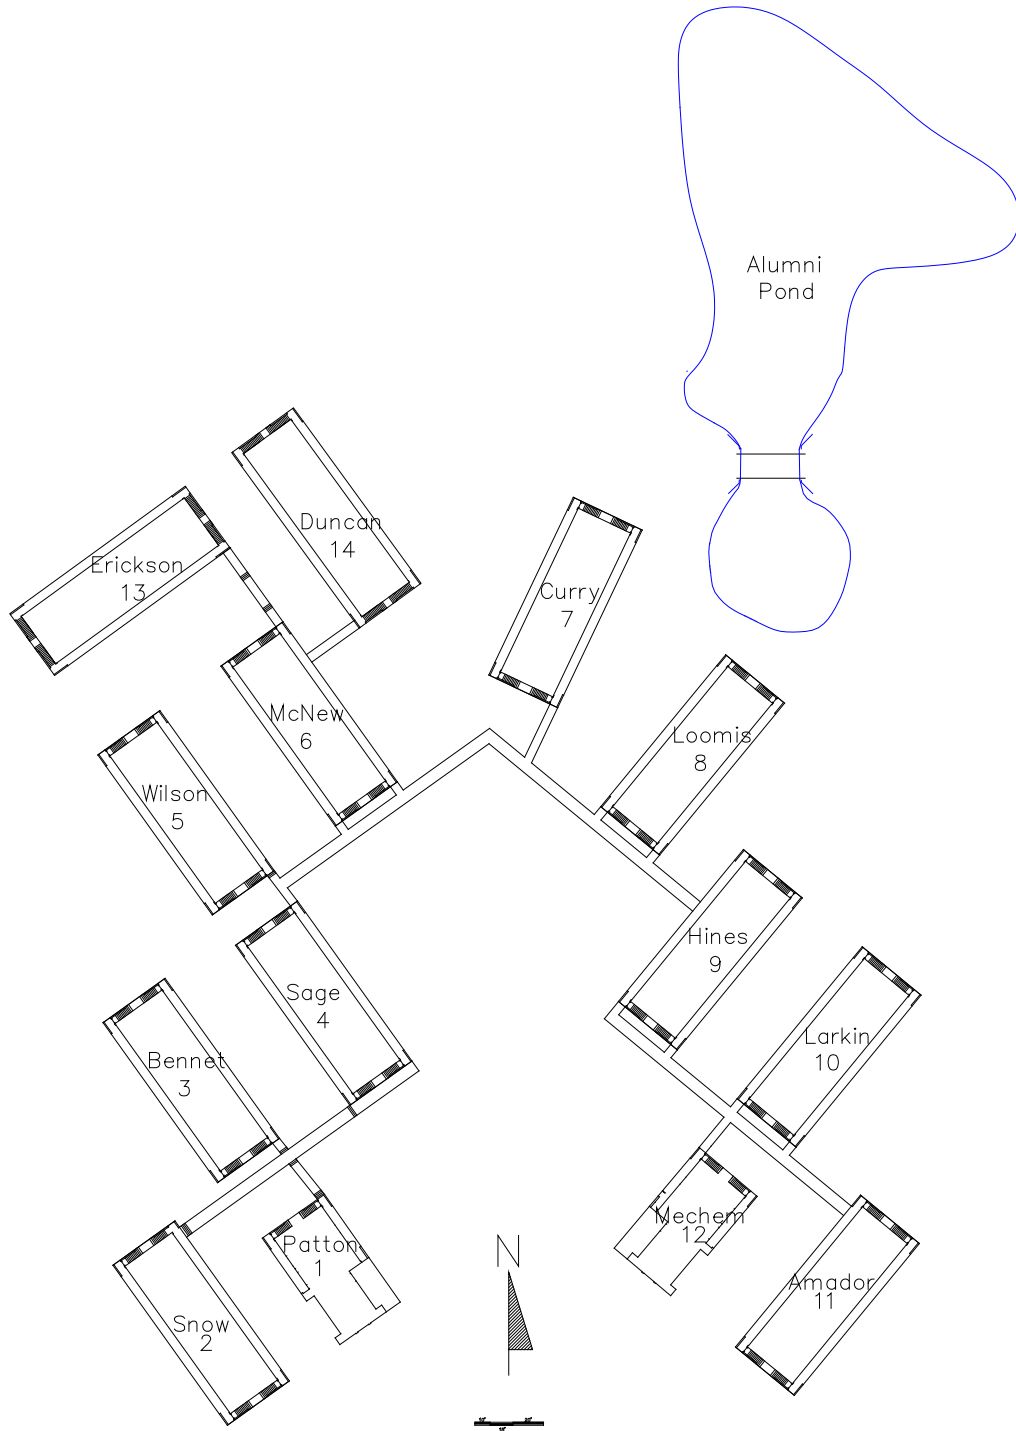 Alumni
Pond
Duncan
14
Erickson
13
Curry
7
McNew
6
Loomis
8
Wilson
5
Hines
9
Sage
4
Larkin
10
Bennet
3
Mechem
12
Patton
1
N
Amador
11
Snow
2